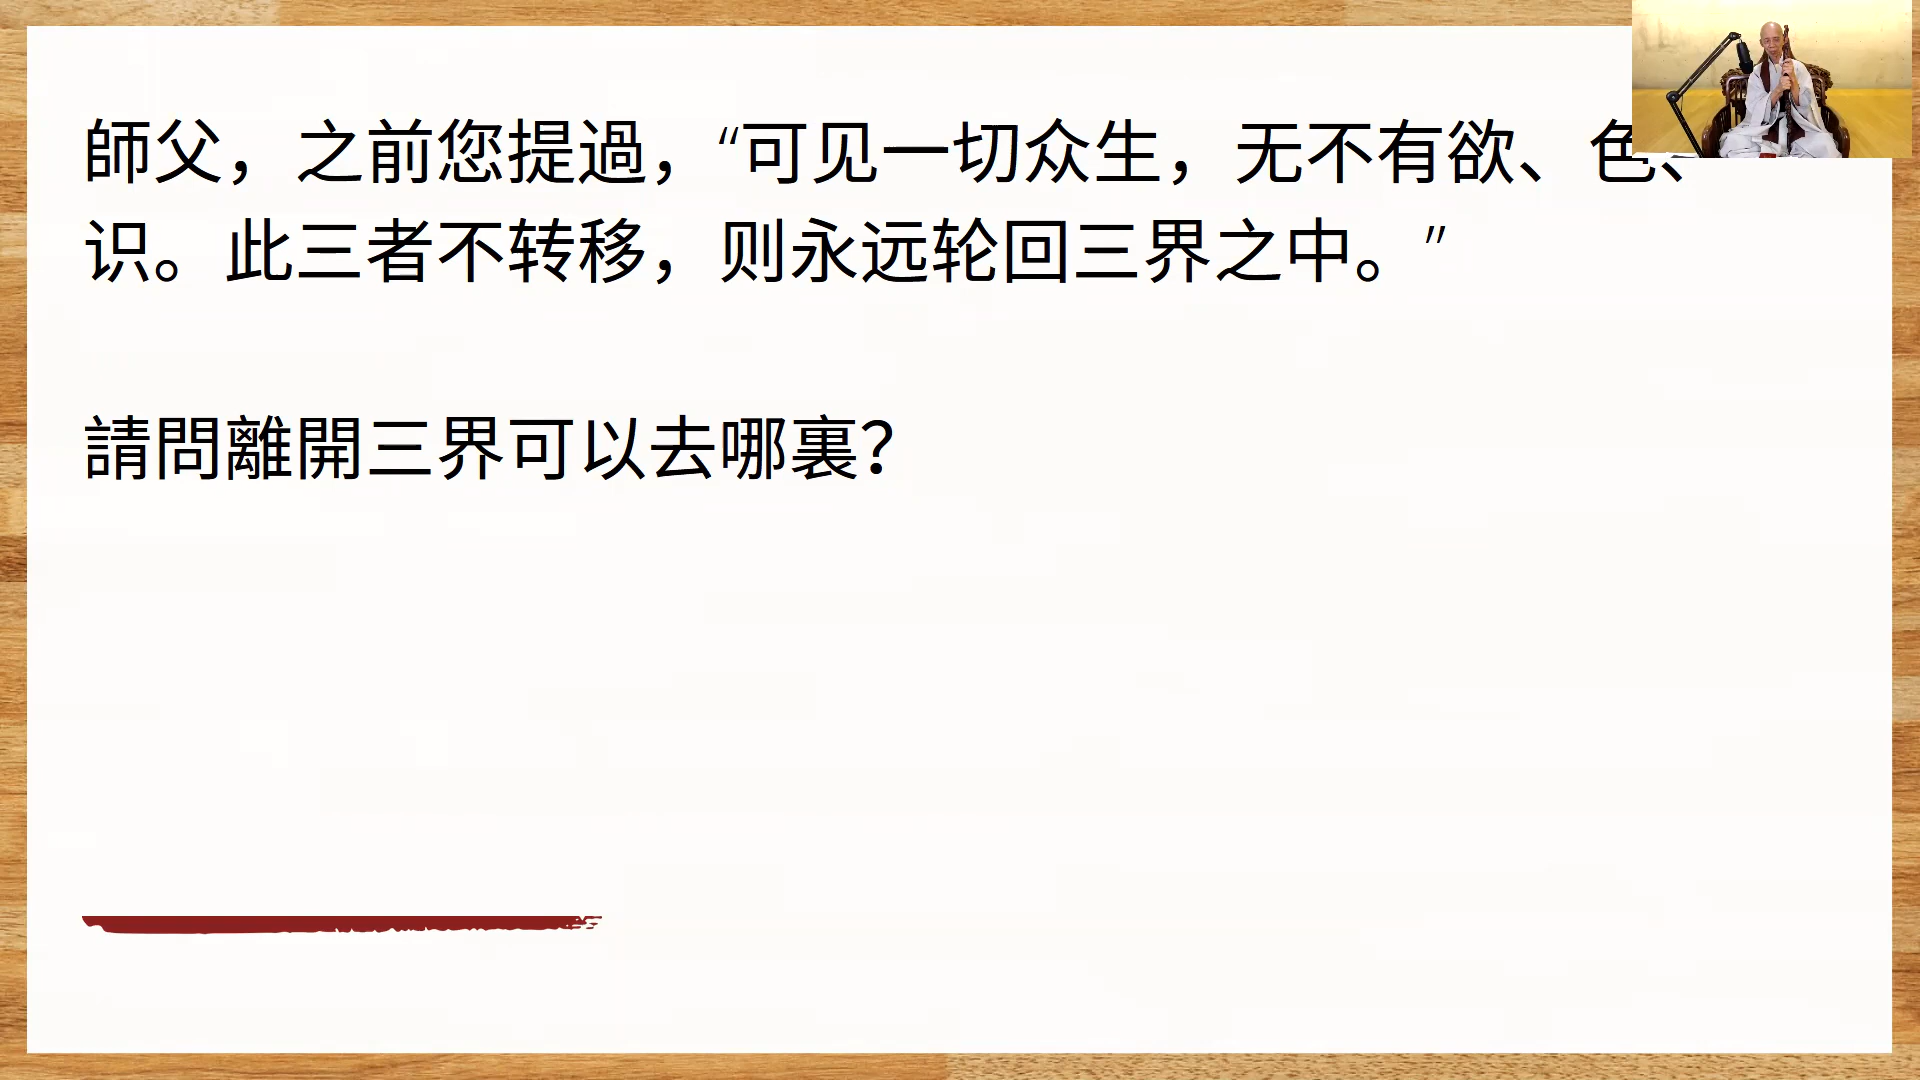 師父，之前您提過，“可见一切众生，无不有欲、色、
识。此三者不转移，则永远轮回三界之中。”
請問離開三界可以去哪裏？